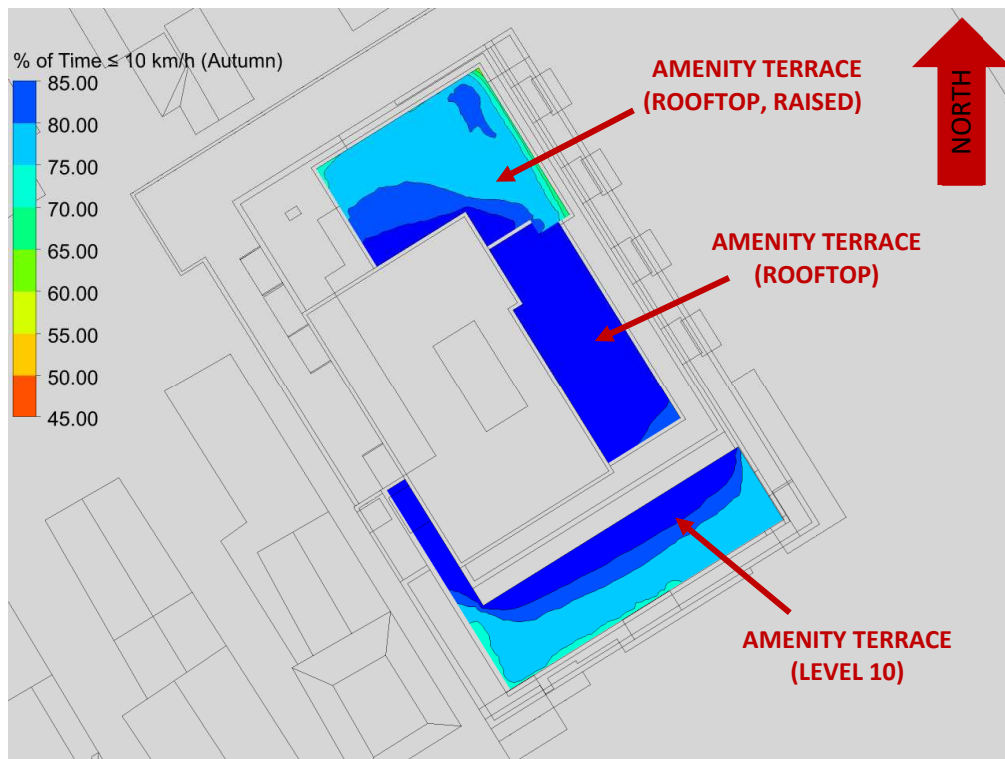 % of Time ≤ 10 km/h (Autumn)
85.00
80.00
75.00
70.00
65.00
60.00
55.00
50.00
45.00
AMENITY TERRACE
(ROOFTOP, RAISED)
NORTH
AMENITY TERRACE
(ROOFTOP)
AMENITY TERRACE
(LEVEL 10)